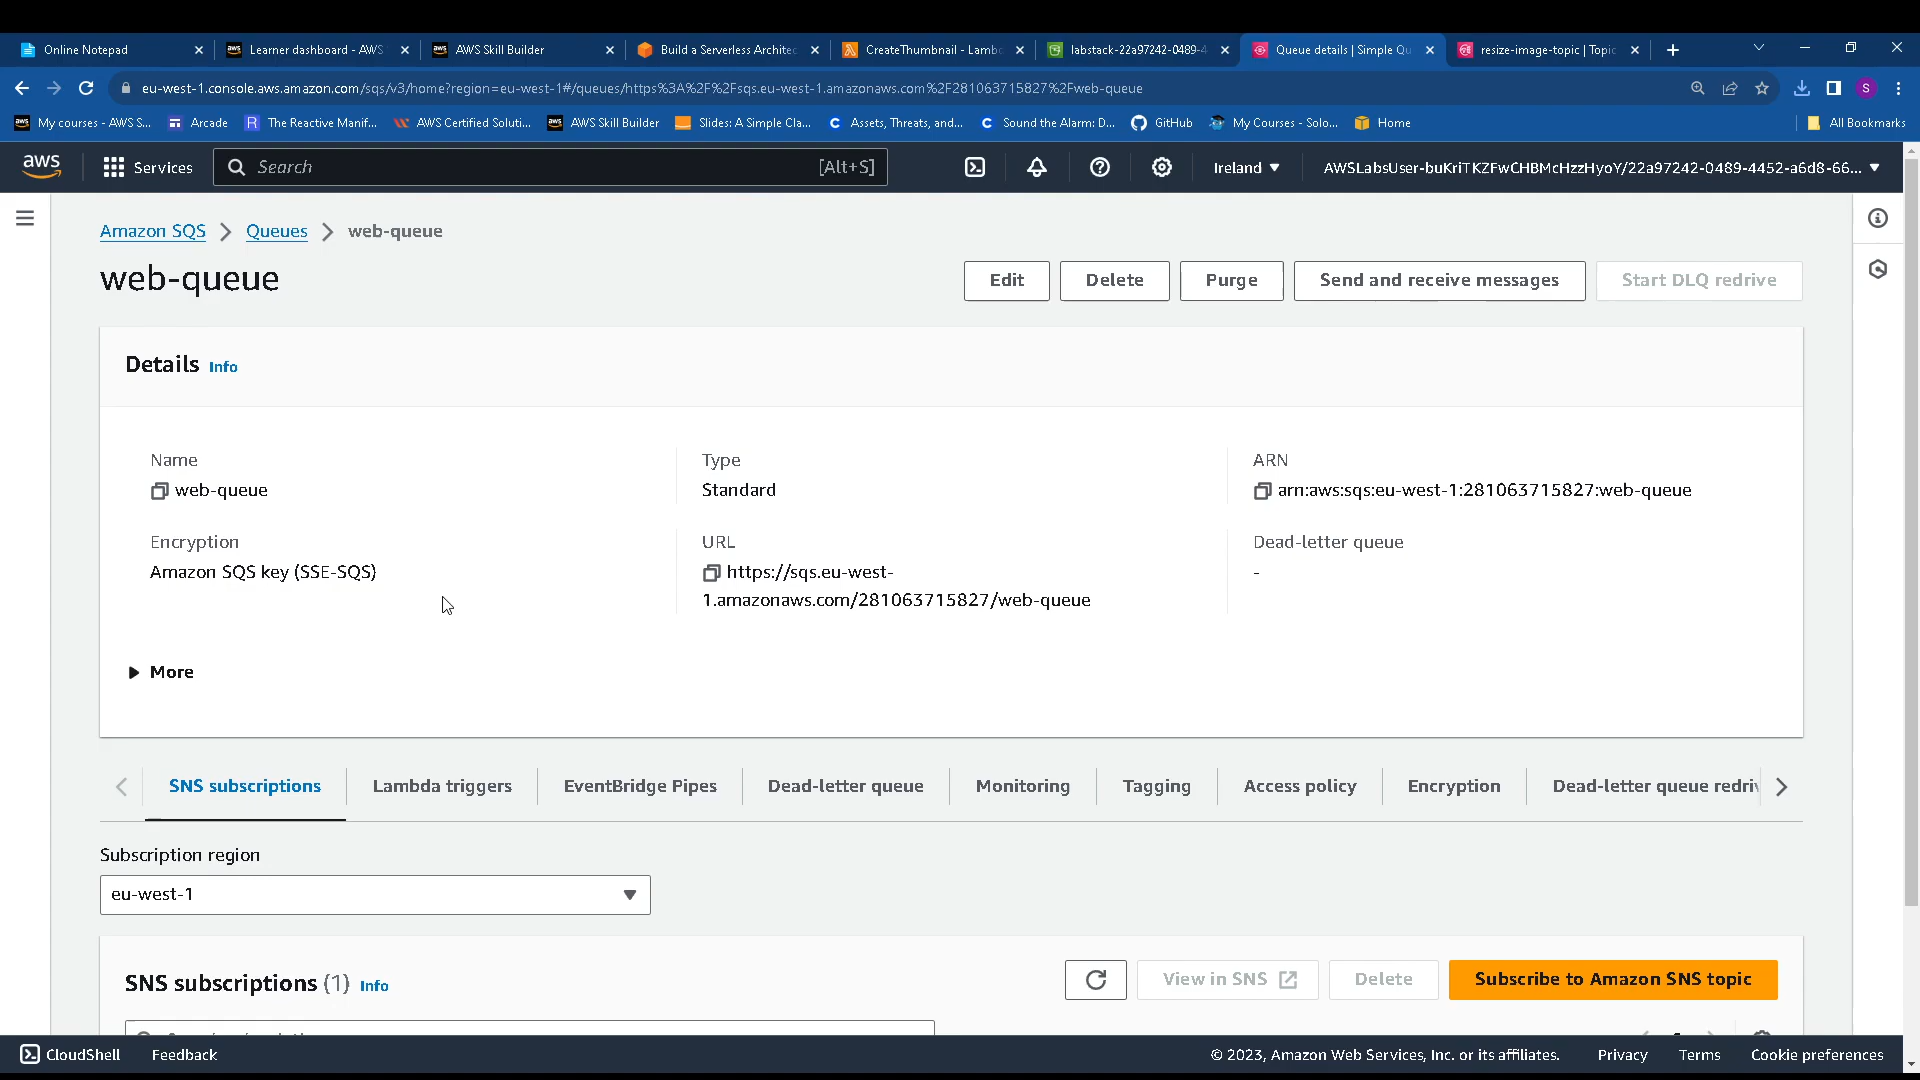 Online Notepad
Learner dashboard - AWS
AWS Skill Builder
Build a Serverless Architec
CreateThumbnail - Lamb
labstack-22a97242-0489-4
Queue details | Simple Qu
resize-image-topic | Topic
eu-west-1.console.aws.amazon.com/sqs/v3/home?region=eu-west-1#/queues/https%3A%2F%2Fsqs.eu-west-1.amazonaws.com%2F281063715827%2Fweb-queue
S
My courses - AWS S...
Arcade
The Reactive Manif...
AWS Certified Soluti...
AWS Skill Builder
Slides: A Simple Cla...
Assets, Threats, and...
Sound the Alarm: D...
GitHub
My Courses - Solo...
Home
All Bookmarks
aws
Services
Search
[Alt+S]
Ireland
AWSLabsUser-buKriTKZFwCHBMcHzzHyoY/22a97242-0489-4452-a6d8-66...
Amazon SQS
Queues
web-queue
web-queue
Edit
Delete
Purge
Send and receive messages
Start DLQ redrive
Details Info
Name
web-queue
Type
Standard
ARN
arn:aws:sqs:eu-west-1:281063715827:web-queue
Encryption
Amazon SQS key (SSE-SQS)
URL
https://sqs.eu-west-
1.amazonaws.com/281063715827/web-queue
Dead-letter queue
-
More
SNS subscriptions
Lambda triggers
EventBridge Pipes
Dead-letter queue
Monitoring
Tagging
Access policy
Encryption
Dead-letter queue redriv
Subscription region
eu-west-1
SNS subscriptions (1) Info
View in SNS
Delete
Subscribe to Amazon SNS topic
CloudShell
Feedback
© 2023, Amazon Web Services, Inc. or its affiliates.
Privacy
Terms
Cookie preferences